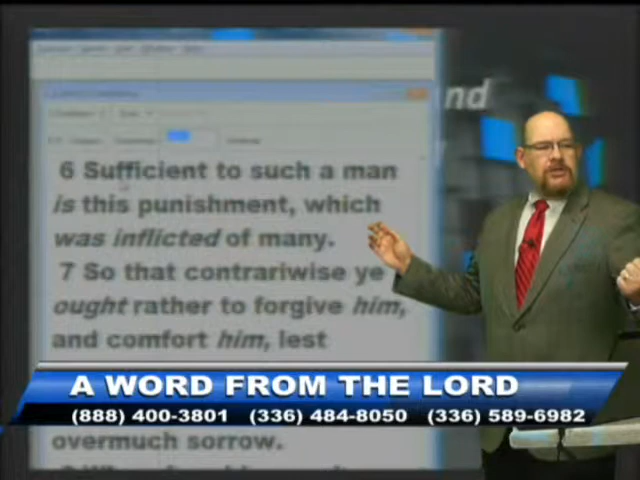 nd
6 Sufficient to such a man
is this punishment, which
was inflicted of many.
7 So that contrariwise ye
ought rather to forgive him,
and comfort him, lest
A WORD FROM THE LORD
(888) 400-3801 (336) 484-8050 (336) 589-6982
overmuch sorrow.